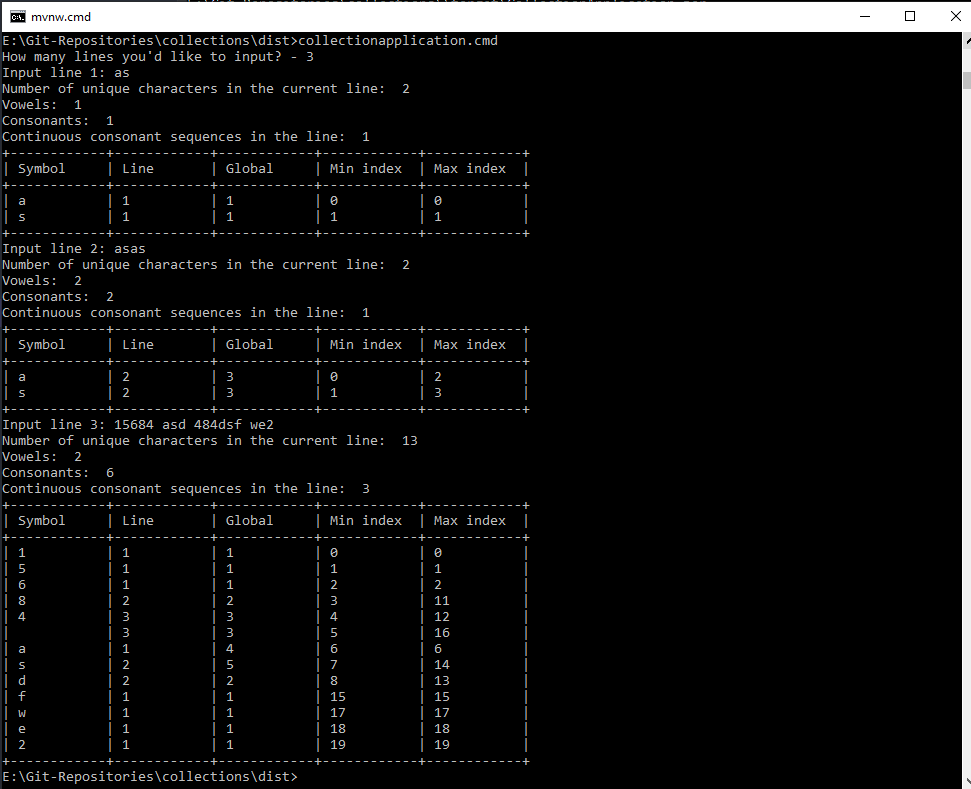 mvnw.cmd
E:\Git-Repositories\collections\dist>collectionapplication.cmd
How many lines you'd like to input? - 3
Input line 1: as
Number of unique characters in the current line:  2
Vowels:  1
Consonants:  1
Continuous consonant sequences in the line:  1
+------------+------------+------------+------------+------------+
| Symbol     | Line       | Global     | Min index  | Max index  |
+------------+------------+------------+------------+------------+
| a          | 1          | 1          | 0          | 0          |
| s          | 1          | 1          | 1          | 1          |
+------------+------------+------------+------------+------------+
Input line 2: asas
Number of unique characters in the current line:  2
Vowels:  2
Consonants:  2
Continuous consonant sequences in the line:  1
+------------+------------+------------+------------+------------+
| Symbol     | Line       | Global     | Min index  | Max index  |
+------------+------------+------------+------------+------------+
| a          | 2          | 3          | 0          | 2          |
| s          | 2          | 3          | 1          | 3          |
+------------+------------+------------+------------+------------+
Input line 3: 15684 asd 484dsf we2
Number of unique characters in the current line:  13
Vowels:  2
Consonants:  6
Continuous consonant sequences in the line:  3
+------------+------------+------------+------------+------------+
| Symbol     | Line       | Global     | Min index  | Max index  |
+------------+------------+------------+------------+------------+
| 1          | 1          | 1          | 0          | 0          |
| 5          | 1          | 1          | 1          | 1          |
| 6          | 1          | 1          | 2          | 2          |
| 8          | 2          | 2          | 3          | 11         |
| 4          | 3          | 3          | 4          | 12         |
|            | 3          | 3          | 5          | 16         |
| a          | 1          | 4          | 6          | 6          |
| s          | 2          | 5          | 7          | 14         |
| d          | 2          | 2          | 8          | 13         |
| f          | 1          | 1          | 15         | 15         |
| w          | 1          | 1          | 17         | 17         |
| e          | 1          | 1          | 18         | 18         |
| 2          | 1          | 1          | 19         | 19         |
+------------+------------+------------+------------+------------+
E:\Git-Repositories\collections\dist>